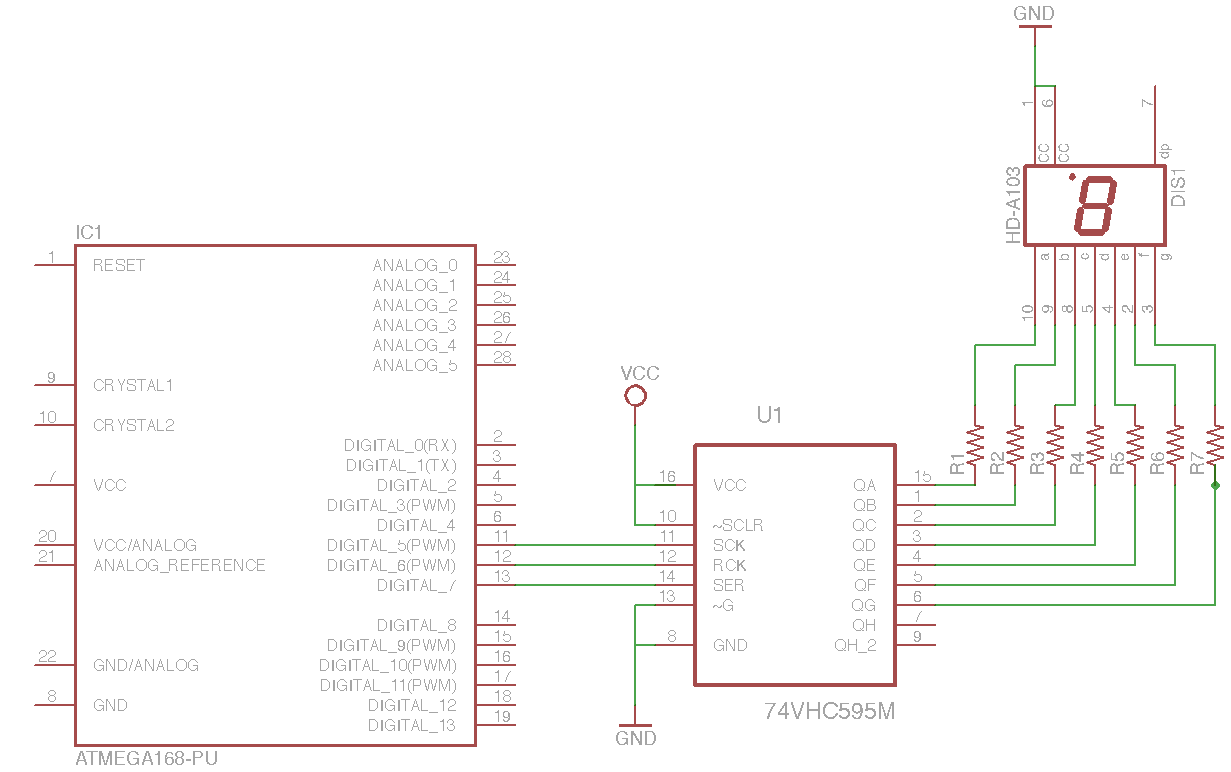 GND
1
6
7
CC
CC
dp
HD-A103
DIS1
a
b
c
d
e
f
g
10
9
8
5
4
2
3
R1
R2
R3
R4
R5
R6
R7
IC1
1 RESET
9 CRYSTAL1
10 CRYSTAL2
7 VCC
20 VCC/ANALOG
21 ANALOG_REFERENCE
22 GND/ANALOG
8 GND
ANALOG_0 23
ANALOG_1 24
ANALOG_2 25
ANALOG_3 26
ANALOG_4 27
ANALOG_5 28
DIGITAL_0(RX) 2
DIGITAL_1(TX) 3
DIGITAL_2 4
DIGITAL_3(PWM) 5
DIGITAL_4 6
DIGITAL_5(PWM) 11
DIGITAL_6(PWM) 12
DIGITAL_7 13
DIGITAL_8 14
DIGITAL_9(PWM) 15
DIGITAL_10(PWM) 16
DIGITAL_11(PWM) 17
DIGITAL_12 18
DIGITAL_13 19
ATMEGA168-PU
VCC
U1
16 VCC
10 ~SCLR
11 SCK
12 RCK
14 SER
13 ~G
8 GND
QA 15
QB 1
QC 2
QD 3
QE 4
QF 5
QG 6
QH 7
QH_2 9
74VHC595M
GND